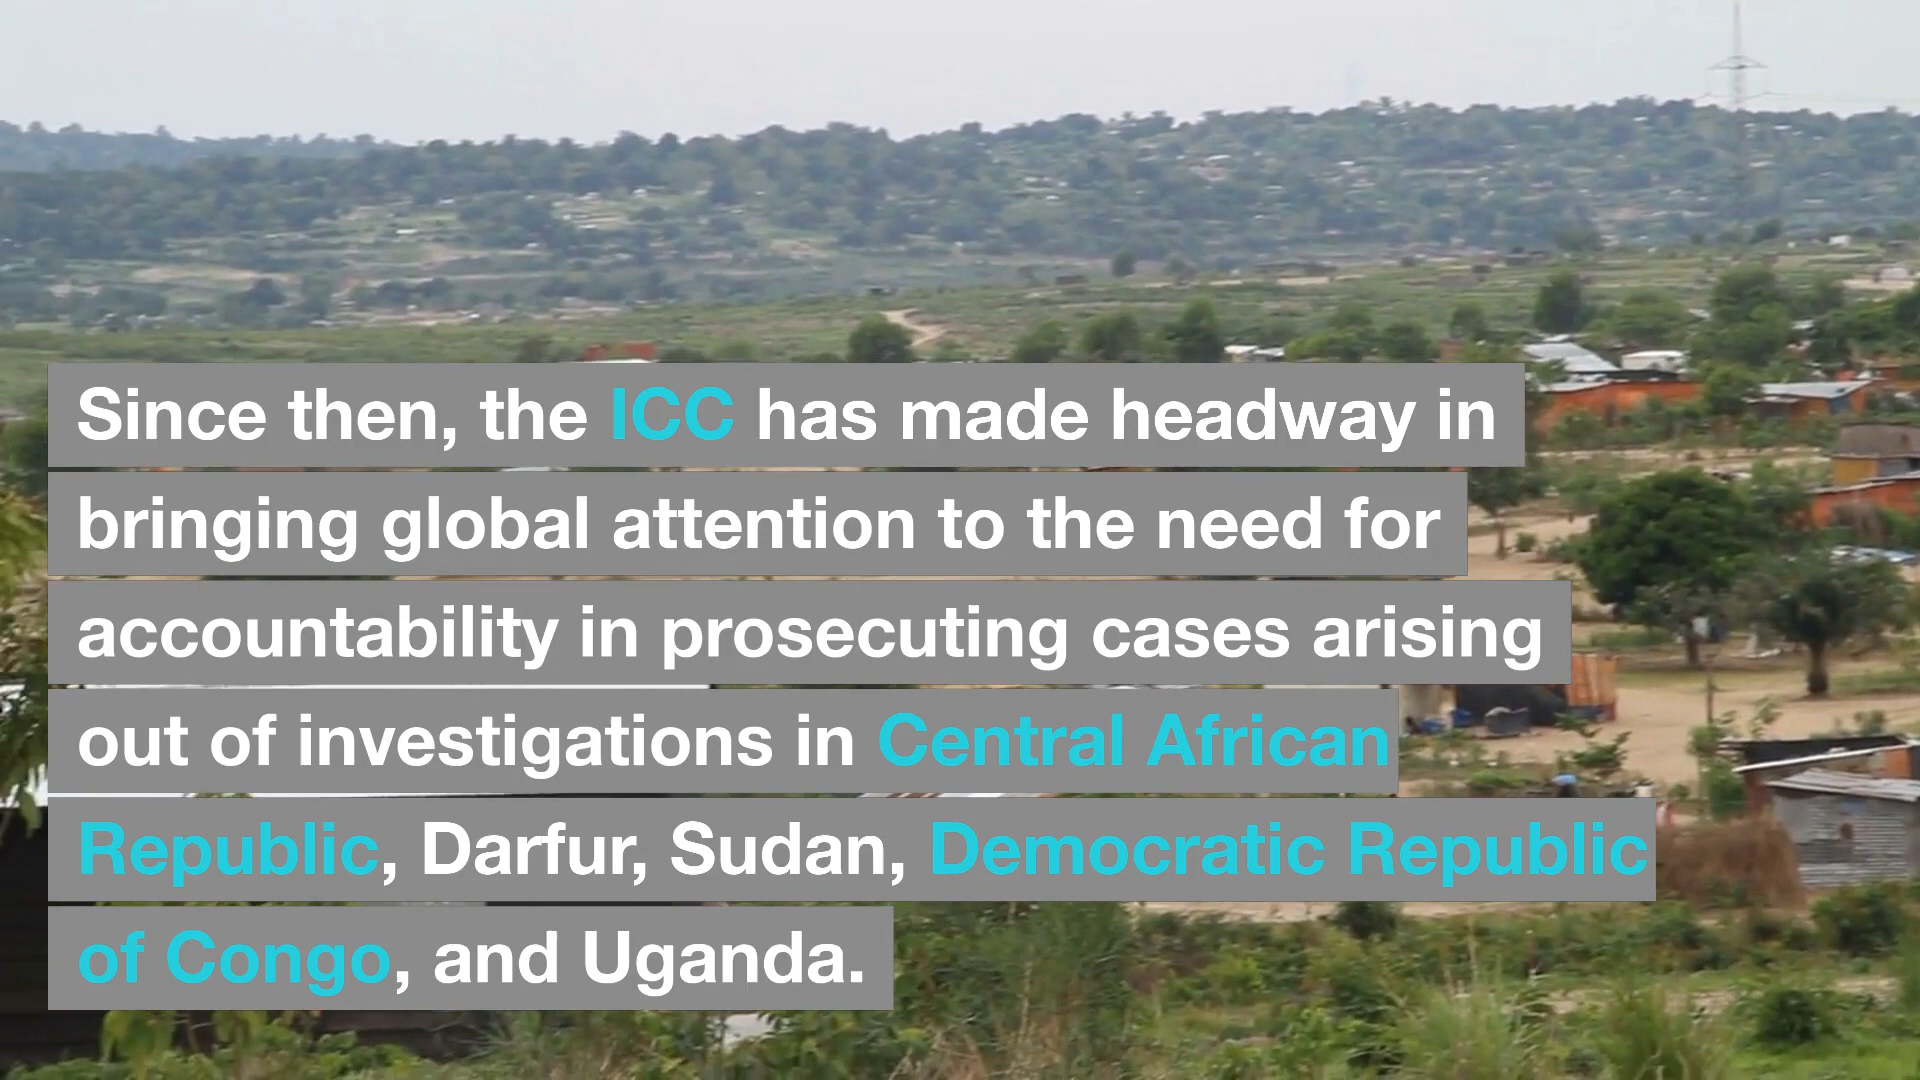 Since then, the ICC has made headway in
bringing global attention to the need for
accountability in prosecuting cases arising
out of investigations in Central African
Republic, Darfur, Sudan, Democratic Republic
of Congo, and Uganda.